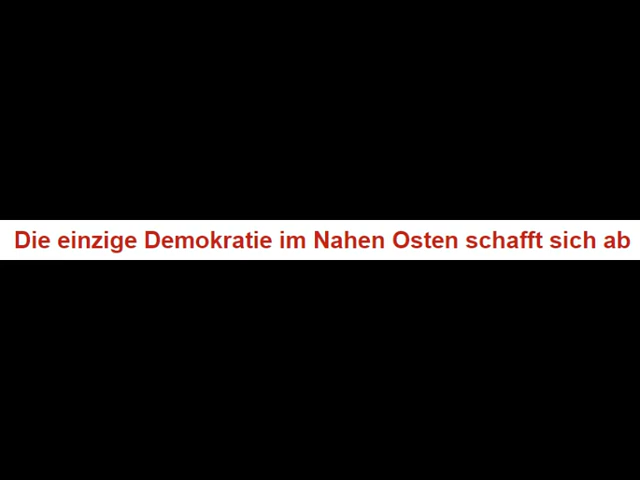 Die einzige Demokratie im Nahen Osten schafft sich ab